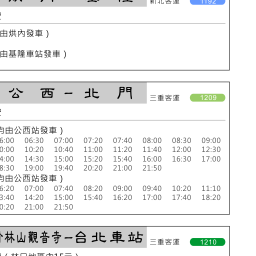 新北客運 1192
由烘內發車）
由基隆車站發車）
公西－北門 三重客運 1209
均由公西站發車）
6:00 06:30 07:00 07:20 07:40 08:00 08:30 09:00
0:00 10:20 10:40 11:00 11:20 11:40 12:00 12:30
4:00 14:30 15:00 15:20 15:40 16:00 16:30 17:00
8:30 19:00 19:40 20:20 21:00 21:50
均由公西站發車）
6:20 07:00 07:40 08:20 09:00 09:40 10:20 11:10
3:40 14:20 15:00 15:40 16:20 17:00 17:40 18:20
0:20 21:00 21:50
竹林山觀音寺－台北車站 三重客運 1210